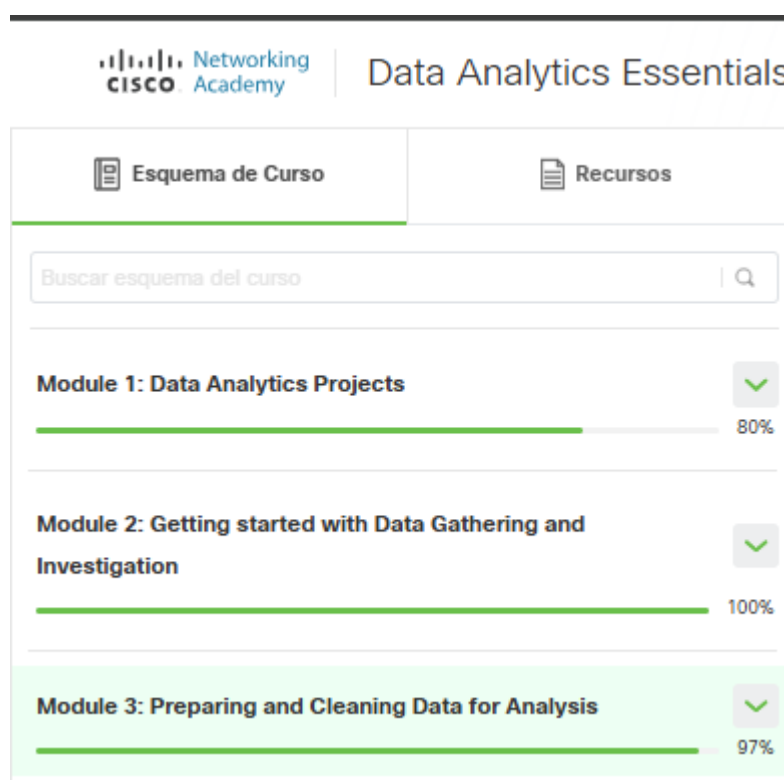 Networking
CISCO Academy
Data Analytics Essentials
Esquema de Curso
Recursos
Buscar esquema del curso
Module 1: Data Analytics Projects
80%
Module 2: Getting started with Data Gathering and
Investigation
100%
Module 3: Preparing and Cleaning Data for Analysis
97%